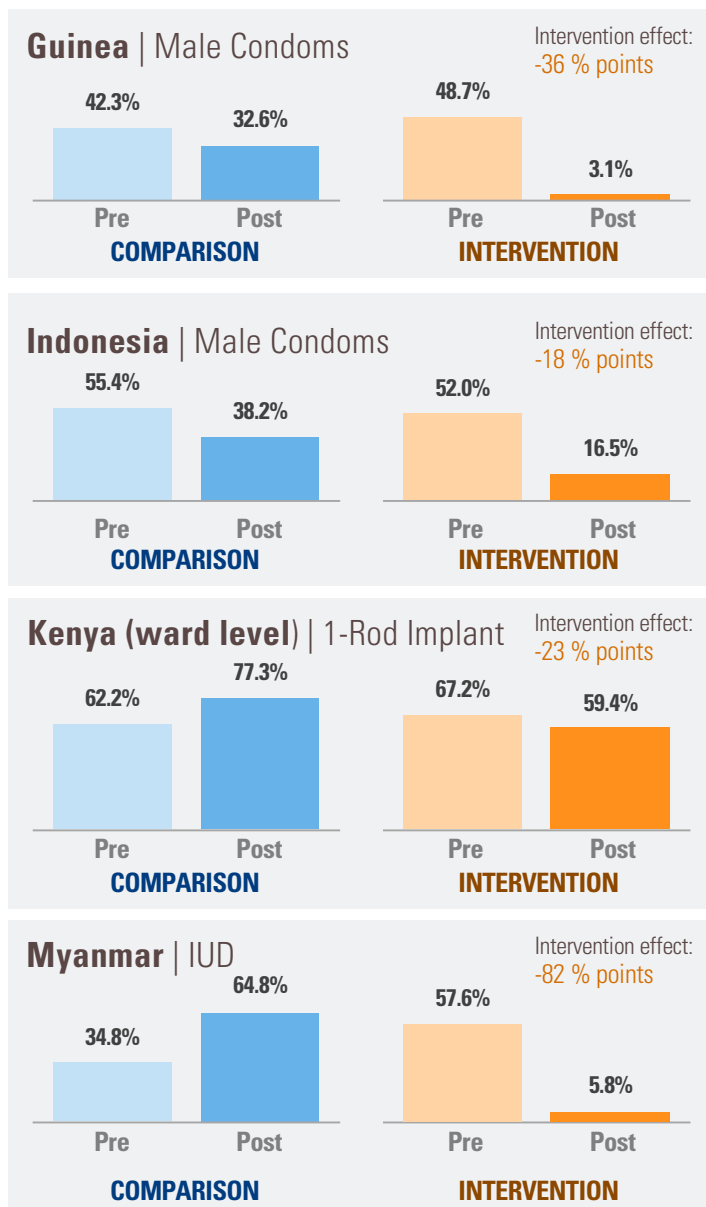 Guinea | Male Condoms
Intervention effect:
-36 % points
42.3%
32.6%
48.7%
3.1%
Pre
Post
Pre
Post
COMPARISON
INTERVENTION
Indonesia | Male Condoms
Intervention effect:
-18 % points
55.4%
38.2%
52.0%
16.5%
Pre
Post
Pre
Post
COMPARISON
INTERVENTION
Kenya (ward level) | 1-Rod Implant
Intervention effect:
-23 % points
62.2%
77.3%
67.2%
59.4%
Pre
Post
Pre
Post
COMPARISON
INTERVENTION
Myanmar | IUD
Intervention effect:
-82 % points
34.8%
64.8%
57.6%
5.8%
Pre
Post
Pre
Post
COMPARISON
INTERVENTION